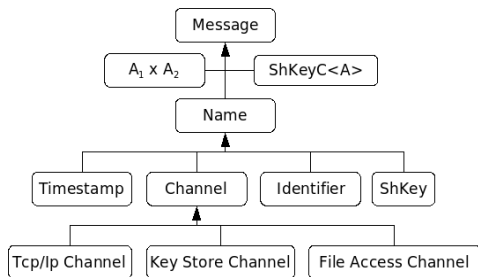 Message
A₁ x A₂
ShKeyC<A>
Name
Timestamp
Channel
Identifier
ShKey
Tcp/Ip Channel
Key Store Channel
File Access Channel